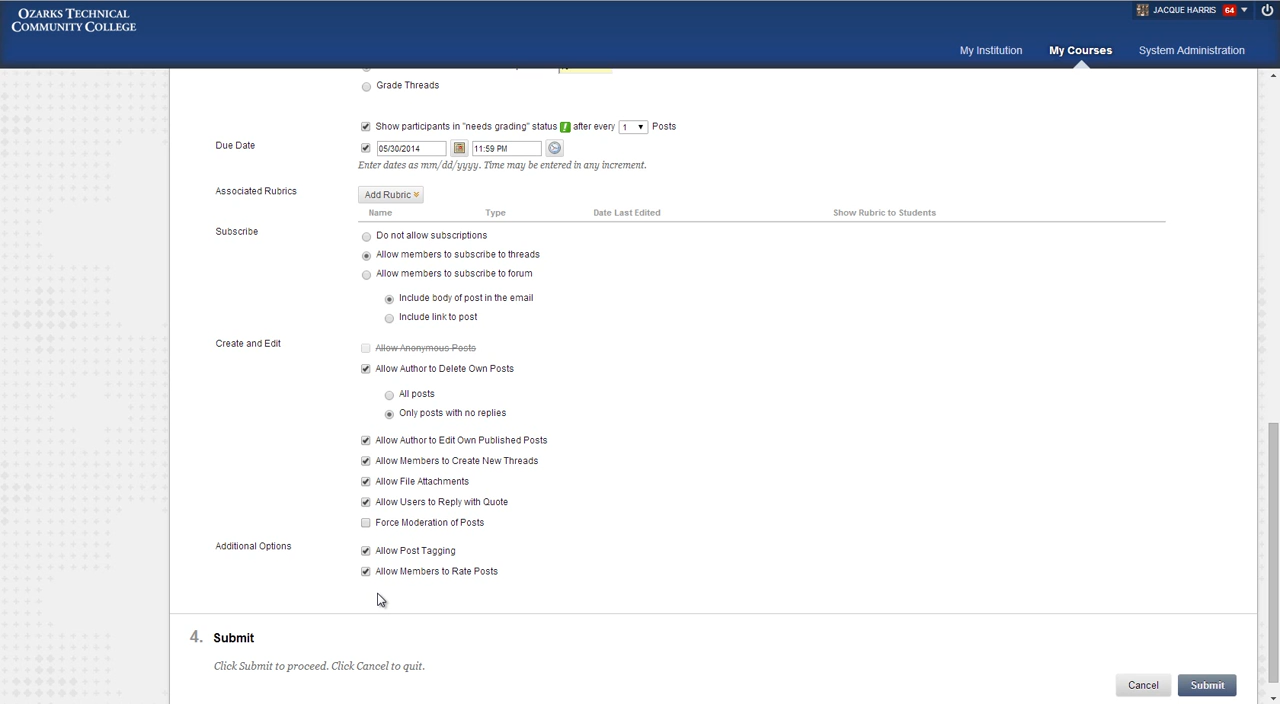 OZARKS TECHNICAL
COMMUNITY COLLEGE
JACQUE HARRIS 64
My Institution My Courses System Administration
Grade Threads
Show participants in "needs grading" status ! after every 1 Posts
Due Date 05/30/2014 11:59 PM
Enter dates as mm/dd/yyyy. Time may be entered in any increment.
Associated Rubrics Add Rubric
Name Type Date Last Edited Show Rubric to Students
Subscribe Do not allow subscriptions
Allow members to subscribe to threads
Allow members to subscribe to forum
Include body of post in the email
Include link to post
Create and Edit Allow Anonymous Posts
Allow Author to Delete Own Posts
All posts
Only posts with no replies
Allow Author to Edit Own Published Posts
Allow Members to Create New Threads
Allow File Attachments
Allow Users to Reply with Quote
Force Moderation of Posts
Additional Options Allow Post Tagging
Allow Members to Rate Posts
4. Submit
Click Submit to proceed. Click Cancel to quit.
Cancel Submit